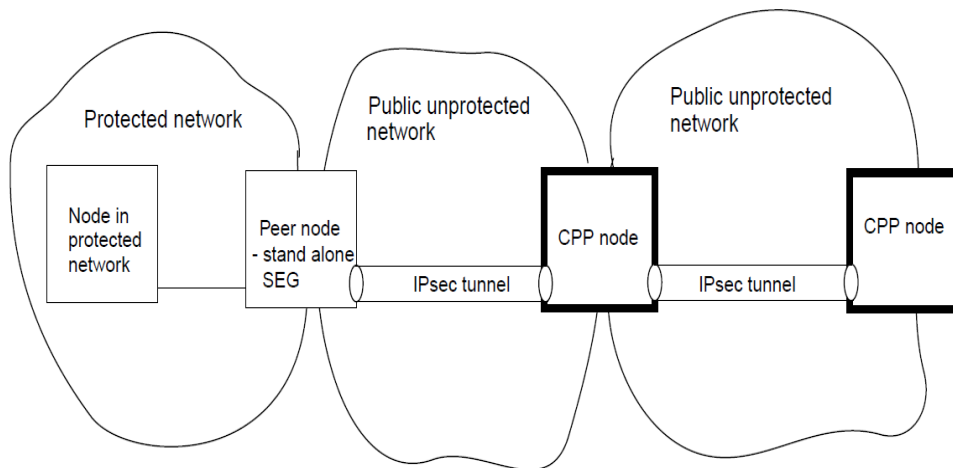 Protected network
Public unprotected
network
Public unprotected
network
Node in
protected
network
Peer node
- stand alone
SEG
CPP node
CPP node
IPsec tunnel
IPsec tunnel